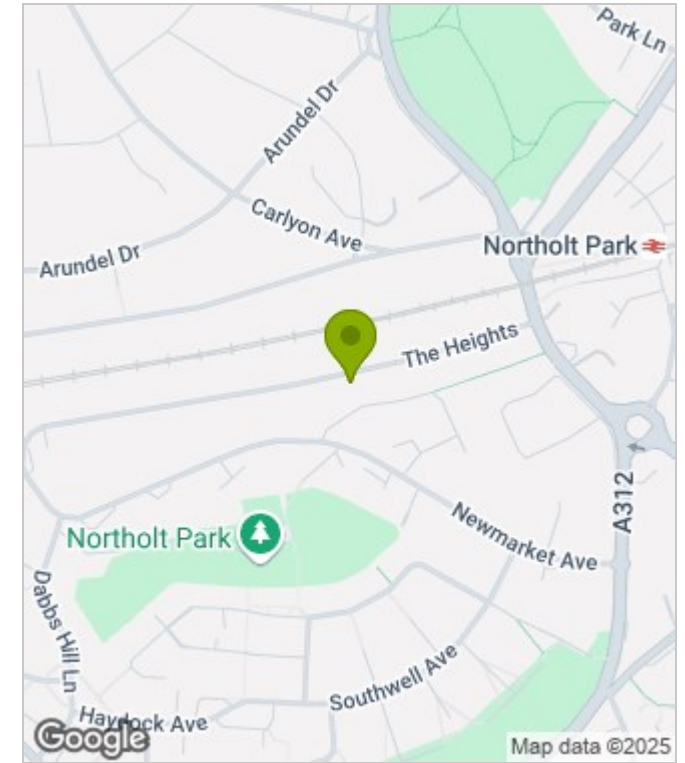 Park Ln
Arundel Dr
Carlyon Ave
Northolt Park
Arundel Dr
The Heights
A312
Northolt Park
Newmarket Ave
Dabbs Hill Ln
Southwell Ave
Haydock Ave
Google
Map data ©2025